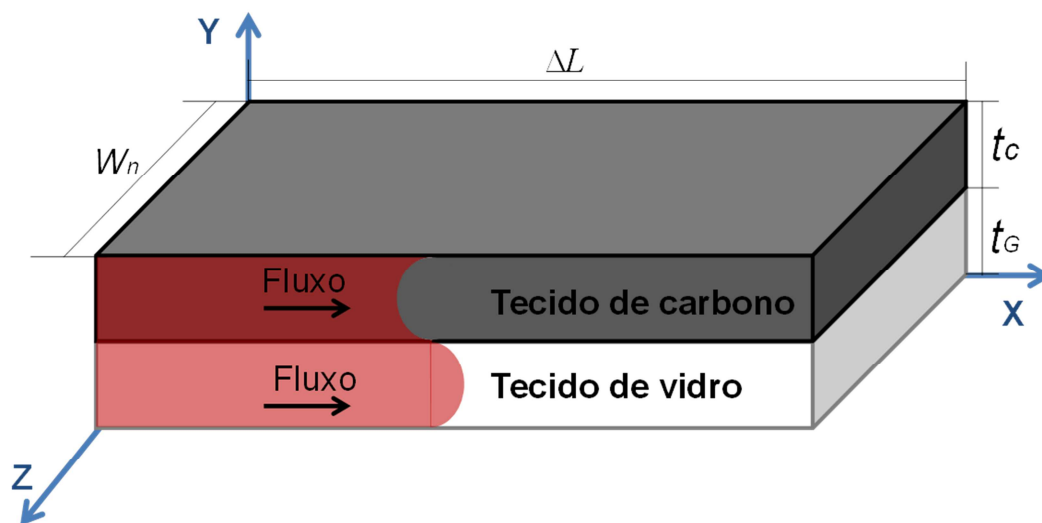 Y
ΔL
Wn
tC
Fluxo
Tecido de carbono
tG
X
Fluxo
Tecido de vidro
Z